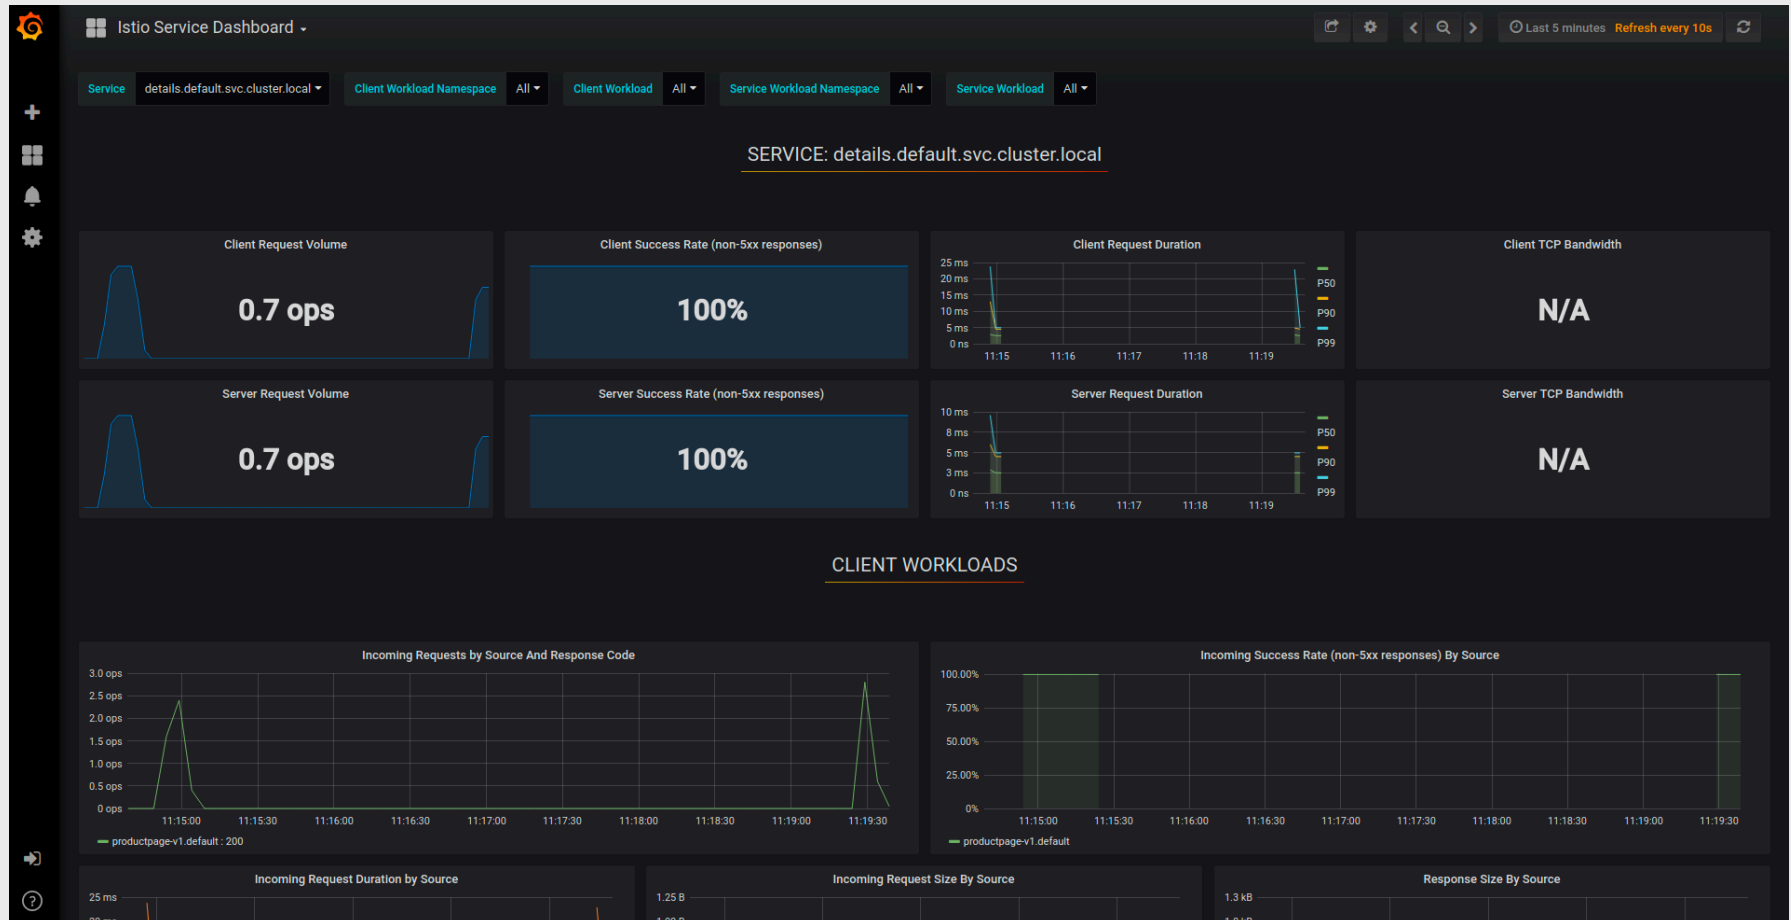 Istio Service Dashboard
Last 5 minutes Refresh every 10s
Service details.default.svc.cluster.local Client Workload Namespace All Client Workload All Service Workload Namespace All Service Workload All
SERVICE: details.default.svc.cluster.local
Client Request Volume
0.7 ops
Client Success Rate (non-5xx responses)
100%
Client Request Duration
25 ms
20 ms
15 ms
10 ms
5 ms
0 ns
11:15 11:16 11:17 11:18 11:19
P50
P90
P99
Client TCP Bandwidth
N/A
Server Request Volume
0.7 ops
Server Success Rate (non-5xx responses)
100%
Server Request Duration
10 ms
8 ms
5 ms
3 ms
0 ns
11:15 11:16 11:17 11:18 11:19
P50
P90
P99
Server TCP Bandwidth
N/A
CLIENT WORKLOADS
Incoming Requests by Source And Response Code
3.0 ops
2.5 ops
2.0 ops
1.5 ops
1.0 ops
0.5 ops
0 ops
11:15:00 11:15:30 11:16:00 11:16:30 11:17:00 11:17:30 11:18:00 11:18:30 11:19:00 11:19:30
productpage-v1.default : 200
Incoming Success Rate (non-5xx responses) By Source
100.00%
75.00%
50.00%
25.00%
0%
11:15:00 11:15:30 11:16:00 11:16:30 11:17:00 11:17:30 11:18:00 11:18:30 11:19:00 11:19:30
productpage-v1.default
Incoming Request Duration by Source
25 ms
Incoming Request Size By Source
1.25 B
Response Size By Source
1.3 kB